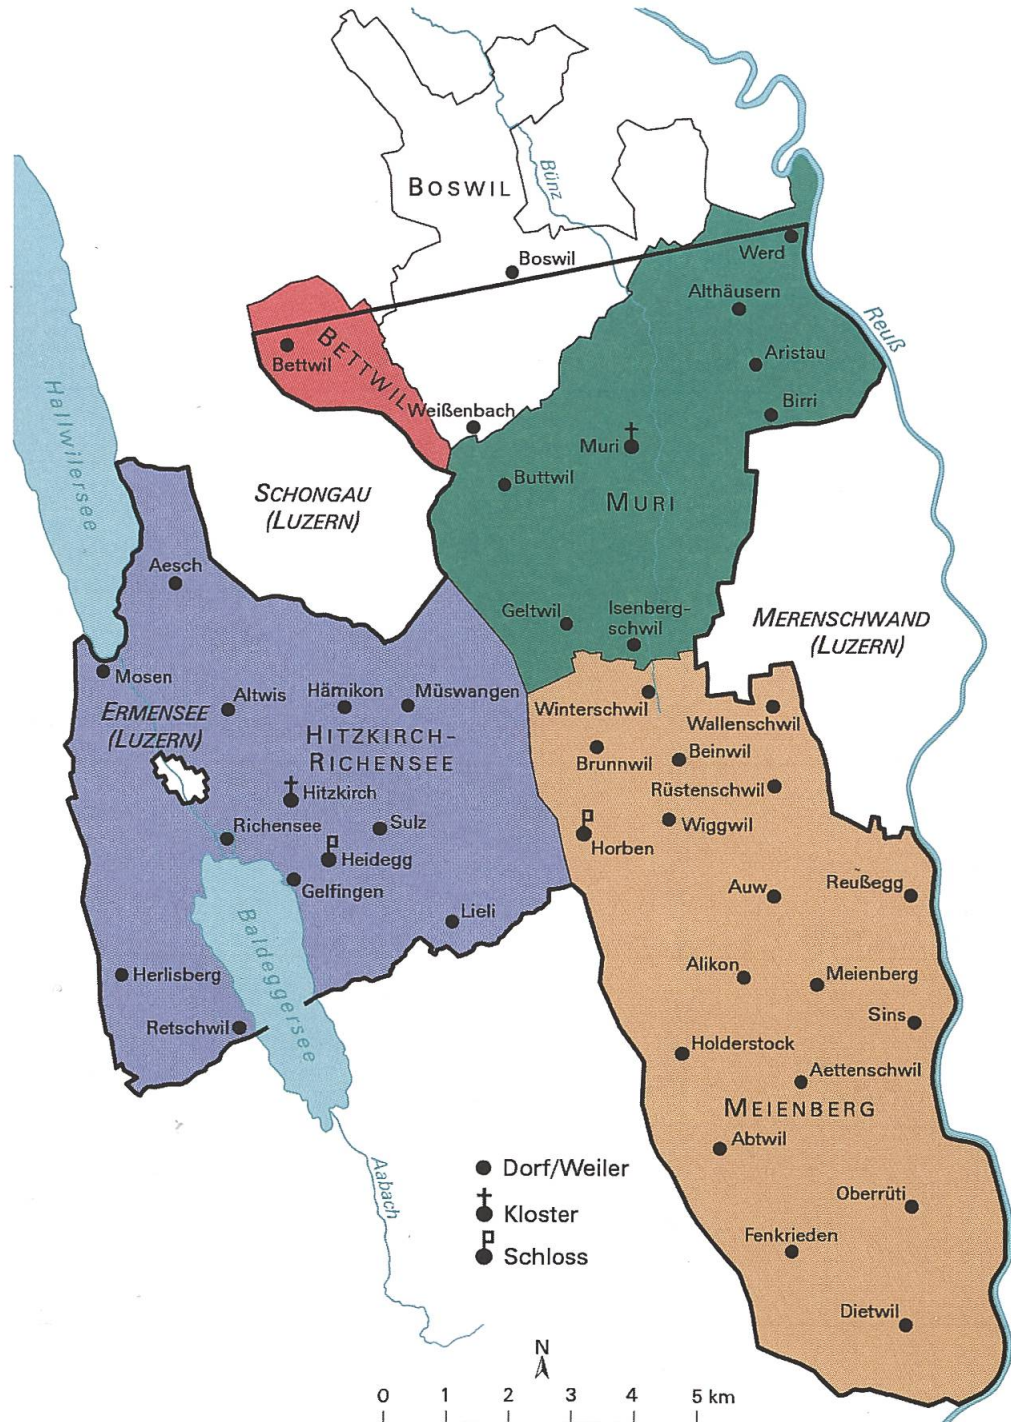 BOSWIL
Bünz
Boswil
Werd
Althäusern
Reuß
Aristau
Birri
Bettwil
BETTWIL
Weißenbach
Muri
Buttwil
MURI
Hallwilersee
SCHONGAU
(LUZERN)
Aesch
Geltwil
Isenberg-
schwil
MERENSCHWAND
(LUZERN)
Mosen
Altwis
Hämikon
Müswangen
ERMENSEE
(LUZERN)
HITZKIRCH-
RICHENSEE
Hitzkirch
Richensee
Sulz
Heidegg
Gelfingen
Lieli
Baldeggersee
Herlisberg
Retschwil
Winterschwil
Wallenschwil
Brunnwil
Beinwil
Rüstenschwil
Wiggwil
Horben
Auw
Reußegg
Alikon
Meienberg
Sins
Holderstock
Aettenschwil
MEIENBERG
Abtwil
Oberrüti
Fenkrieden
Dietwil
Aabach
Dorf/Weiler
Kloster
Schloss
N
0 1 2 3 4 5 km